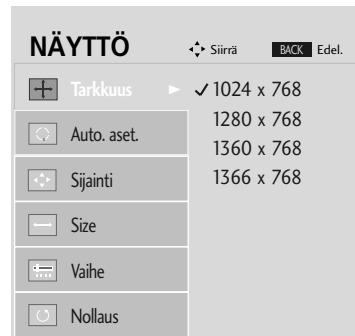 NÄYTTÖ Siirrä BACK Edel.
Tarkkuus 1024 x 768
Auto. aset. 1280 x 768
1360 x 768
Sijainti 1366 x 768
Size
Vaihe
Nollaus